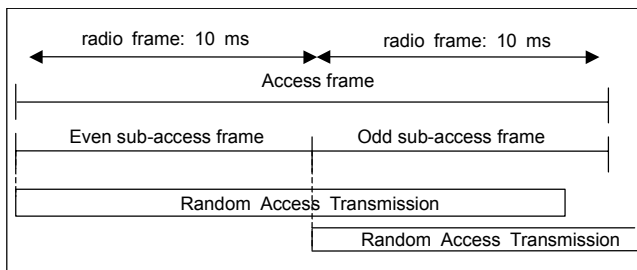 radio frame: 10 ms radio frame: 10 ms
Access frame
Even sub-access frame Odd sub-access frame
Random Access Transmission
Random Access Transmission